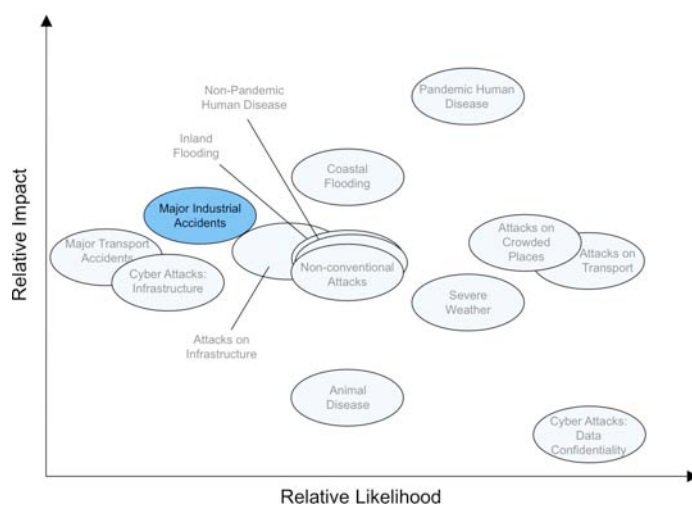 Non-Pandemic
Human Disease
Pandemic Human
Disease
Inland
Flooding
Coastal
Flooding
Major Industrial
Accidents
Major Transport
Accidents
Cyber Attacks:
Infrastructure
Non-conventional
Attacks
Attacks on
Crowded
Places
Attacks on
Transport
Severe
Weather
Attacks on
Infrastructure
Animal
Disease
Cyber Attacks:
Data
Confidentiality
Relative Impact
Relative Likelihood